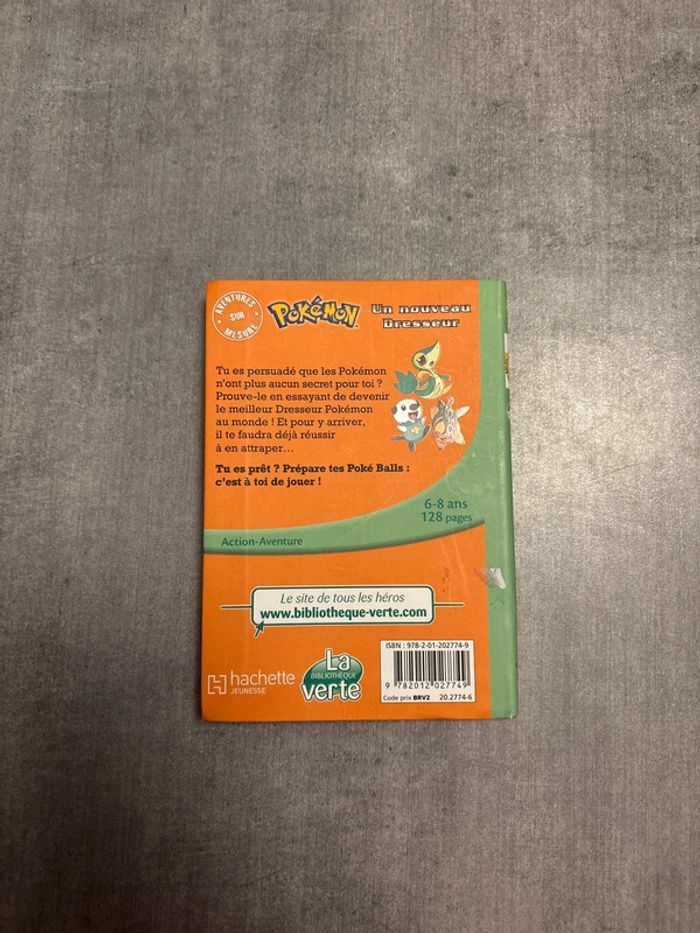 AVENTURES
SUR
MESURE
POKéMON
Un nouveau
Dresseur
Tu es persuadé que les Pokémon
n'ont plus aucun secret pour toi ?
Prouve-le en essayant de devenir
le meilleur Dresseur Pokémon
au monde ! Et pour y arriver,
il te faudra déjà réussir
à en attraper...
Tu es prêt ? Prépare tes Poké Balls :
c'est à toi de jouer !
6-8 ans
128 pages
Action-Aventure
Le site de tous les héros
www.bibliotheque-verte.com
hachette
JEUNESSE
La
BIBLIOTHÈQUE
verte
ISBN : 978-2-01-202774-9
9 782012 027749
Code prix BRV2 20.2774-6